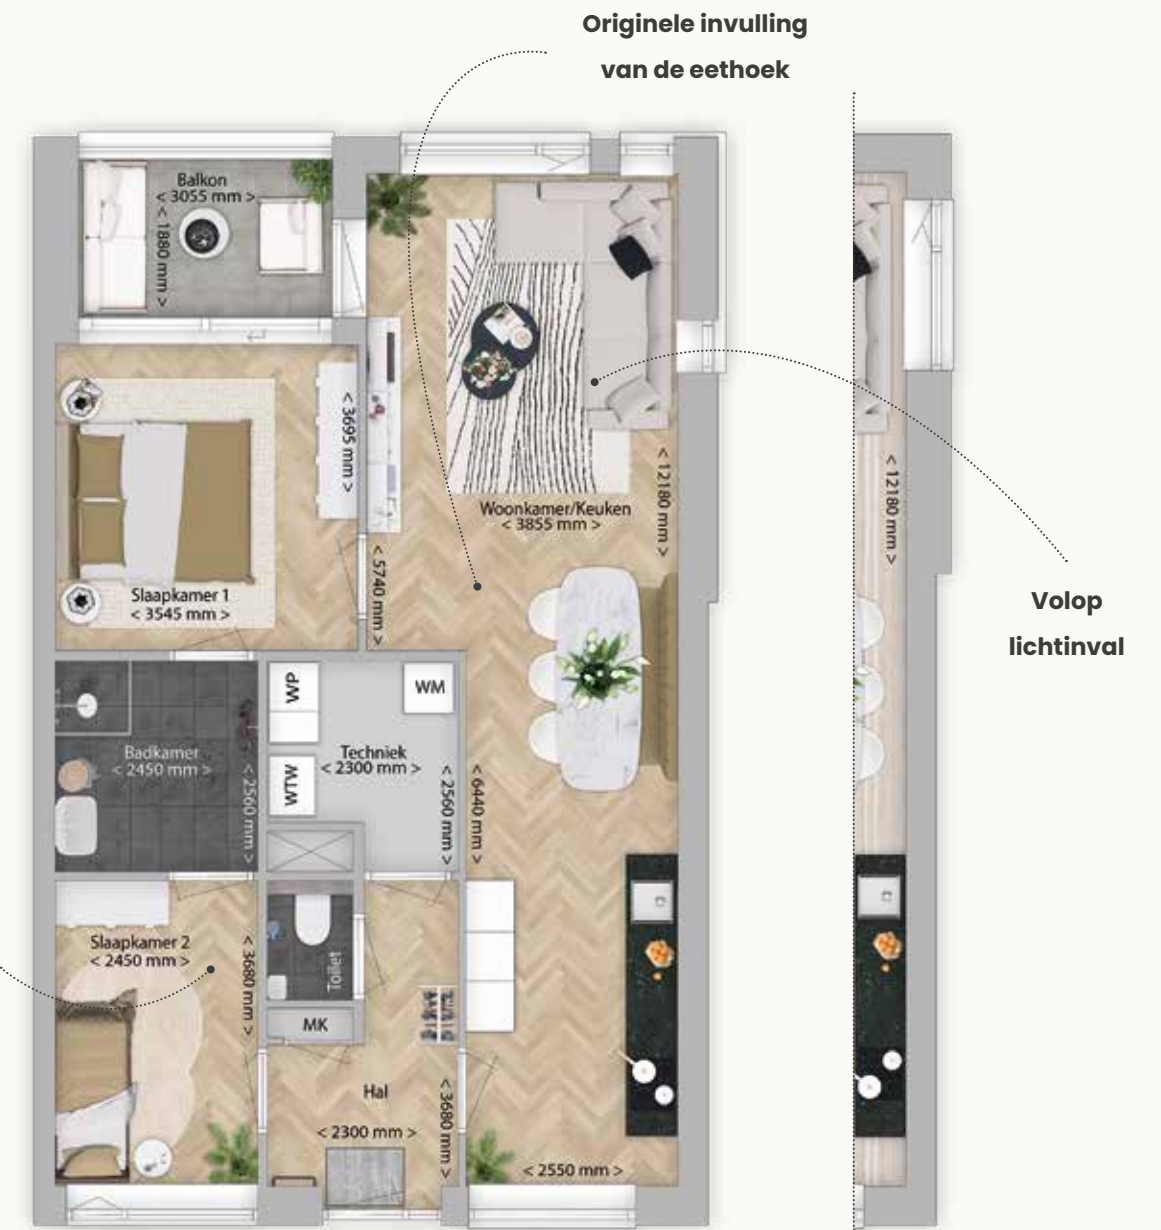 Originele invulling
van de eethoek
Balkon
< 3055 mm >
< 1880 mm >
< 3695 mm >
Woonkamer/Keuken
< 3855 mm >
< 12180 mm >
< 12180 mm >
< 5740 mm >
Slaapkamer 1
< 3545 mm >
Volop
lichtinval
WP
WM
Badkamer
< 2450 mm >
Techniek
< 2300 mm >
WTW
< 2560 mm >
< 2560 mm >
< 6440 mm >
Slaapkamer 2
< 2450 mm >
< 3680 mm >
Toilet
MK
Hal
< 2300 mm >
< 3680 mm >
< 2550 mm >